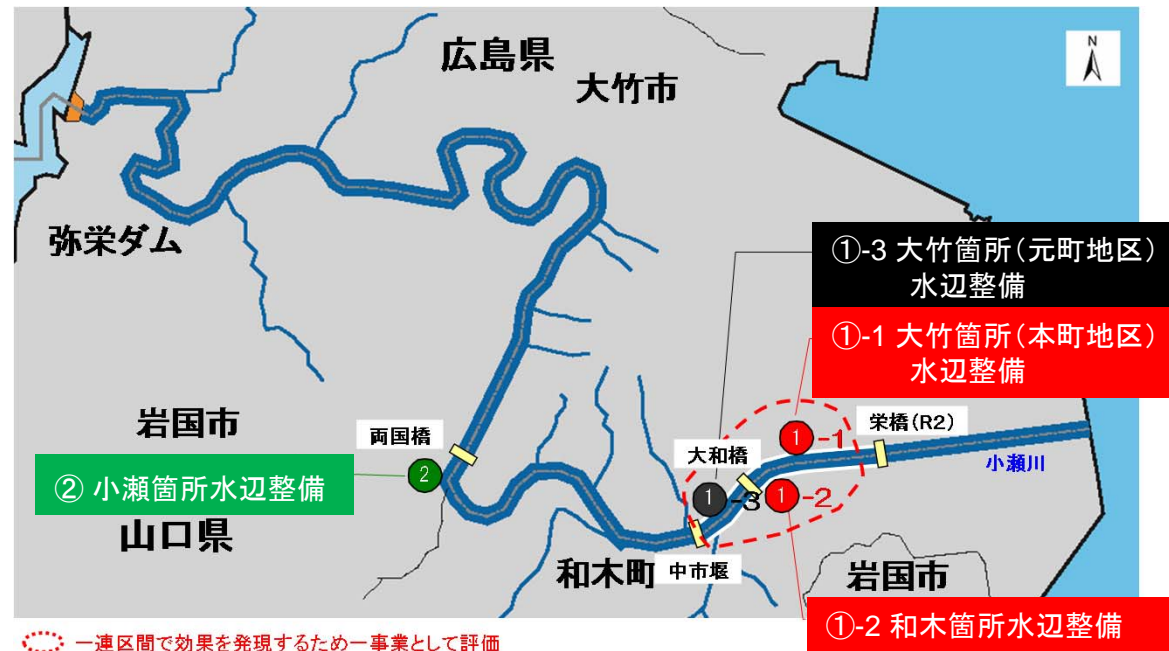 広島県
大竹市
N
弥栄ダム
①-3 大竹箇所(元町地区)
水辺整備
①-1 大竹箇所(本町地区)
水辺整備
岩国市
両国橋
栄橋(R2)
1-1
大和橋
小瀬川
2
② 小瀬箇所水辺整備
1-3
1-2
山口県
和木町
中市堰
岩国市
①-2 和木箇所水辺整備
一連区間で効果を発現するため一事業として評価